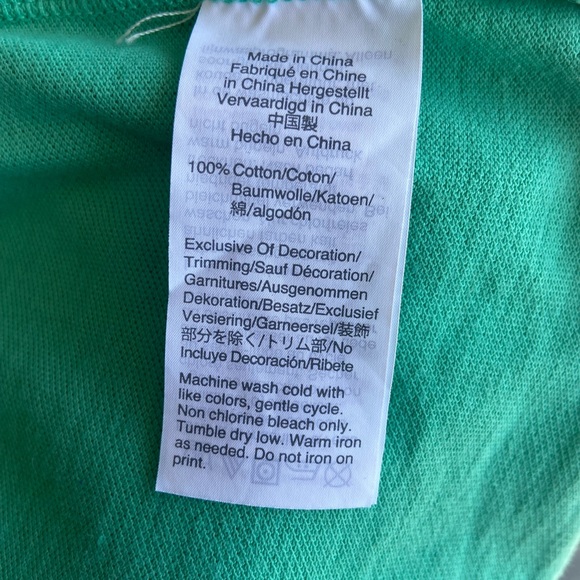 Made in China
Fabriqué en Chine
in China Hergestellt
Vervaardigd in China
中国製
Hecho en China
100% Cotton/Coton/
Baumwolle/Katoen/
綿/algodón
Exclusive Of Decoration/
Trimming/Sauf Décoration/
Garnitures/Ausgenommen
Dekoration/Besatz/Exclusief
Versiering/Garneersel/装飾
部分を除く/トリム部/No
Incluye Decoración/Ribete
Machine wash cold with
like colors, gentle cycle.
Non chlorine bleach only.
Tumble dry low. Warm iron
as needed. Do not iron on
print.